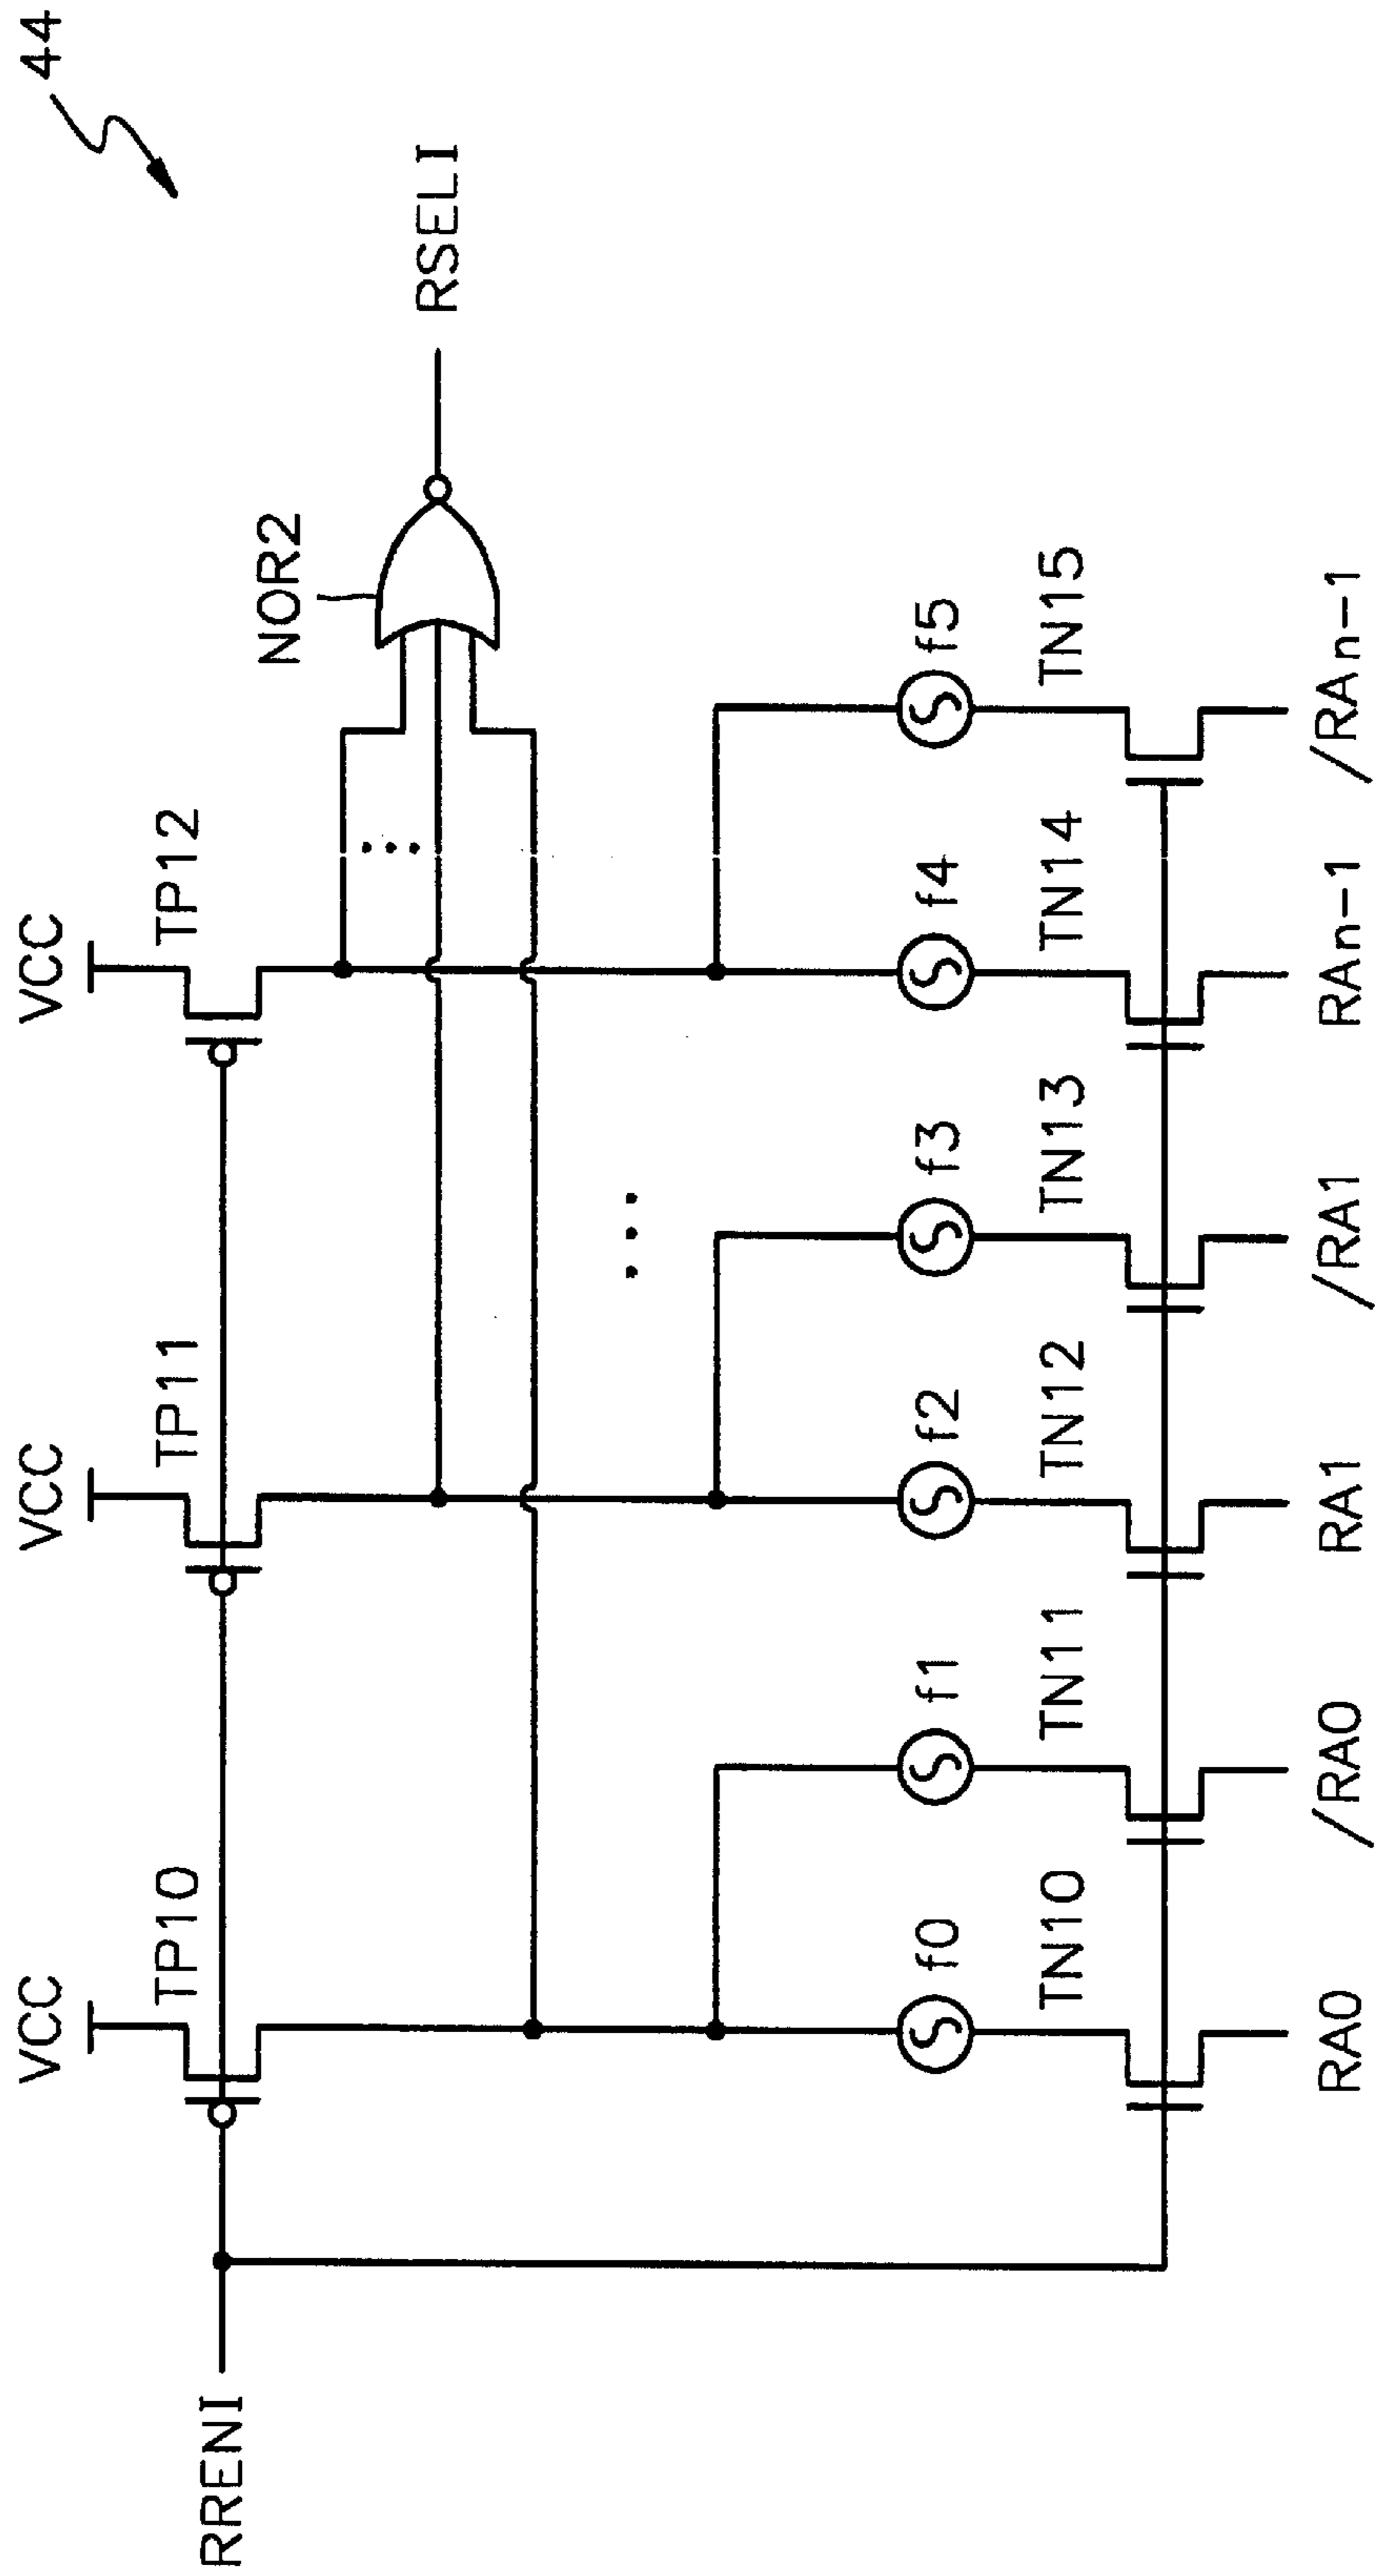 44
VCC
VCC
VCC
TP10
TP11
TP12
RRENI
NOR2
RSELI
f0
f1
f2
f3
f4
f5
TN10
TN11
TN12
TN13
TN14
TN15
RA0
/RA0
RA1
/RA1
RAn-1
/RAn-1